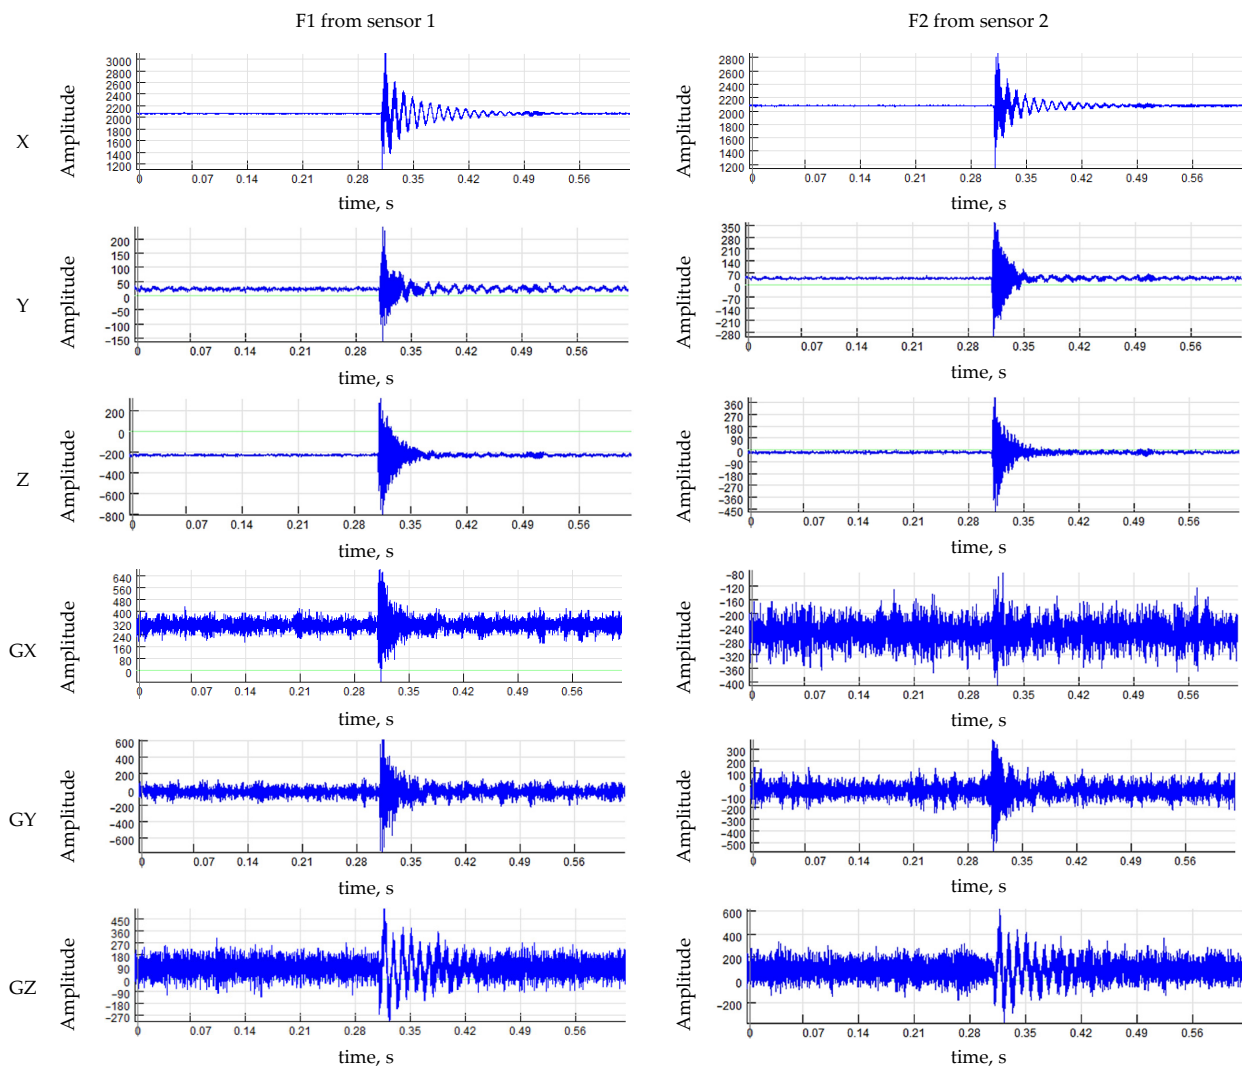 F1 from sensor 1
F2 from sensor 2
X
Amplitude
3000
2800
2600
2400
2200
2000
1800
1600
1400
1200
0 0.07 0.14 0.21 0.28 0.35 0.42 0.49 0.56
time, s
Amplitude
2800
2600
2400
2200
2000
1800
1600
1400
1200
0 0.07 0.14 0.21 0.28 0.35 0.42 0.49 0.56
time, s
Y
Amplitude
200
150
100
50
0
−50
−100
−150
0 0.07 0.14 0.21 0.28 0.35 0.42 0.49 0.56
time, s
Amplitude
350
280
210
140
70
0
−70
−140
−210
−280
0 0.07 0.14 0.21 0.28 0.35 0.42 0.49 0.56
time, s
Z
Amplitude
200
0
−200
−400
−600
−800
0 0.07 0.14 0.21 0.28 0.35 0.42 0.49 0.56
time, s
Amplitude
360
270
180
90
0
−90
−180
−270
−360
−450
0 0.07 0.14 0.21 0.28 0.35 0.42 0.49 0.56
time, s
GX
Amplitude
640
560
480
400
320
240
160
80
0
0 0.07 0.14 0.21 0.28 0.35 0.42 0.49 0.56
time, s
Amplitude
−80
−120
−160
−200
−240
−280
−320
−360
−400
0 0.07 0.14 0.21 0.28 0.35 0.42 0.49 0.56
time, s
GY
Amplitude
600
400
200
0
−200
−400
−600
0 0.07 0.14 0.21 0.28 0.35 0.42 0.49 0.56
time, s
Amplitude
300
200
100
0
−100
−200
−300
−400
−500
0 0.07 0.14 0.21 0.28 0.35 0.42 0.49 0.56
time, s
GZ
Amplitude
450
360
270
180
90
0
−90
−180
−270
0 0.07 0.14 0.21 0.28 0.35 0.42 0.49 0.56
time, s
Amplitude
600
400
200
0
−200
0 0.07 0.14 0.21 0.28 0.35 0.42 0.49 0.56
time, s